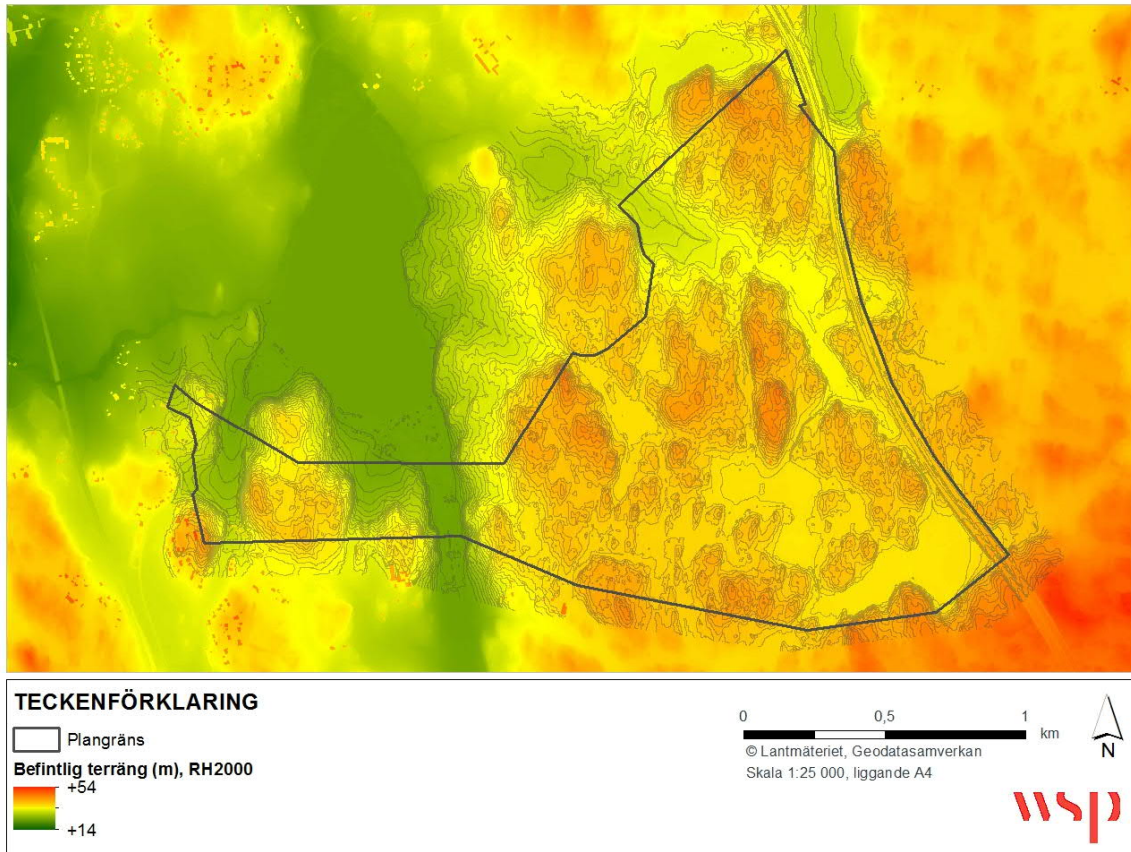 TECKENFÖRKLARING
Plangräns
Befintlig terräng (m), RH2000
+54
+14
0 0,5 1
km
© Lantmäteriet, Geodatasamverkan
Skala 1:25 000, liggande A4
N
wsp